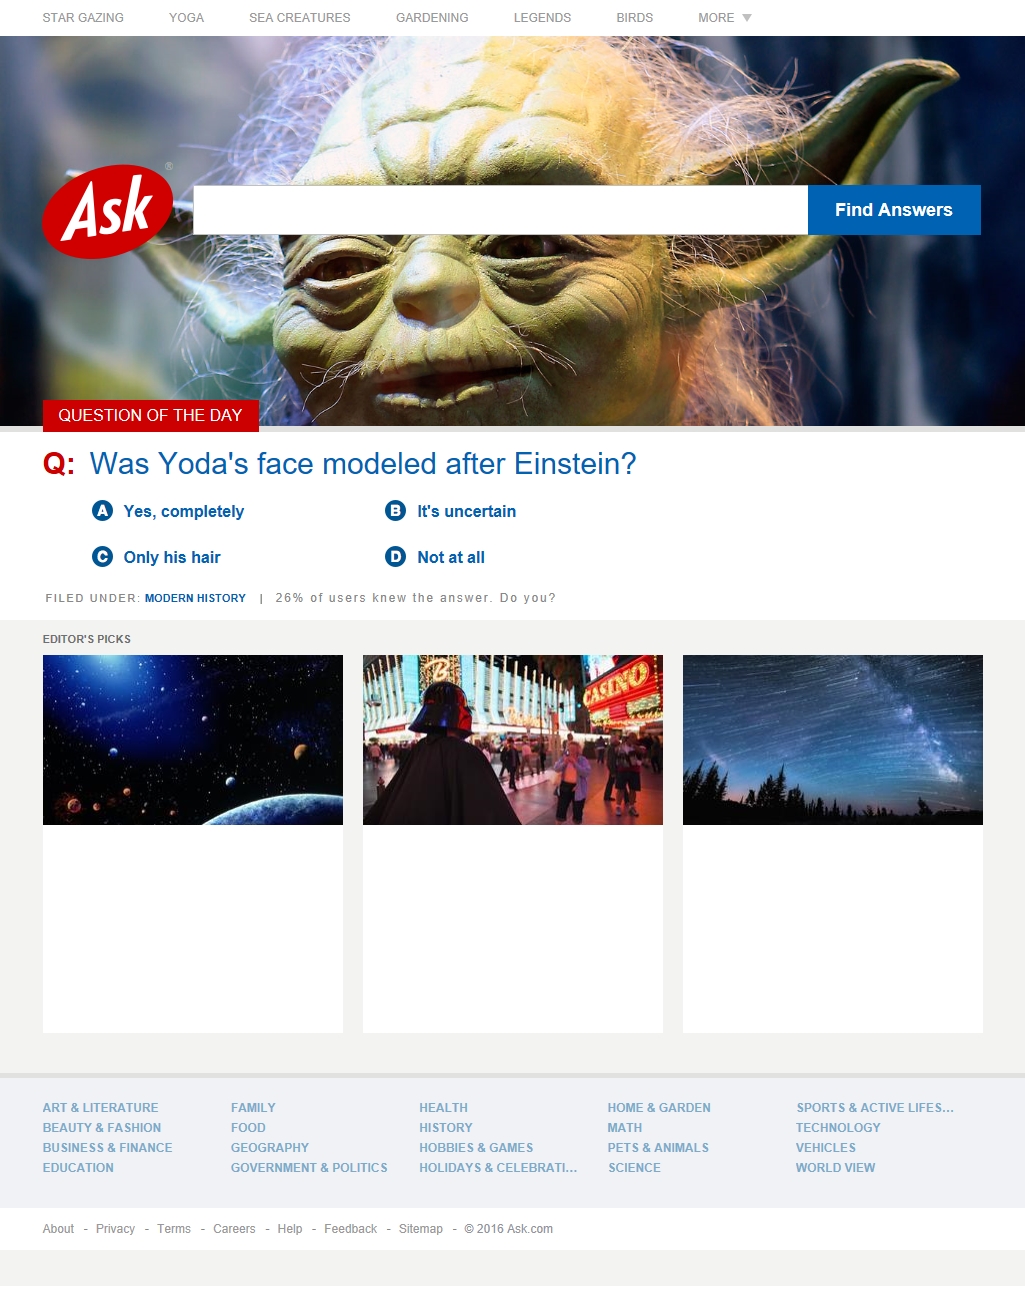 STAR GAZING YOGA SEA CREATURES GARDENING LEGENDS BIRDS MORE
Ask ®
Find Answers
QUESTION OF THE DAY
Q: Was Yoda's face modeled after Einstein?
A Yes, completely B It's uncertain
C Only his hair D Not at all
FILED UNDER: MODERN HISTORY | 26% of users knew the answer. Do you?
EDITOR'S PICKS
B
CASINO
ART & LITERATURE FAMILY HEALTH HOME & GARDEN SPORTS & ACTIVE LIFES...
BEAUTY & FASHION FOOD HISTORY MATH TECHNOLOGY
BUSINESS & FINANCE GEOGRAPHY HOBBIES & GAMES PETS & ANIMALS VEHICLES
EDUCATION GOVERNMENT & POLITICS HOLIDAYS & CELEBRATI... SCIENCE WORLD VIEW
About - Privacy - Terms - Careers - Help - Feedback - Sitemap - © 2016 Ask.com